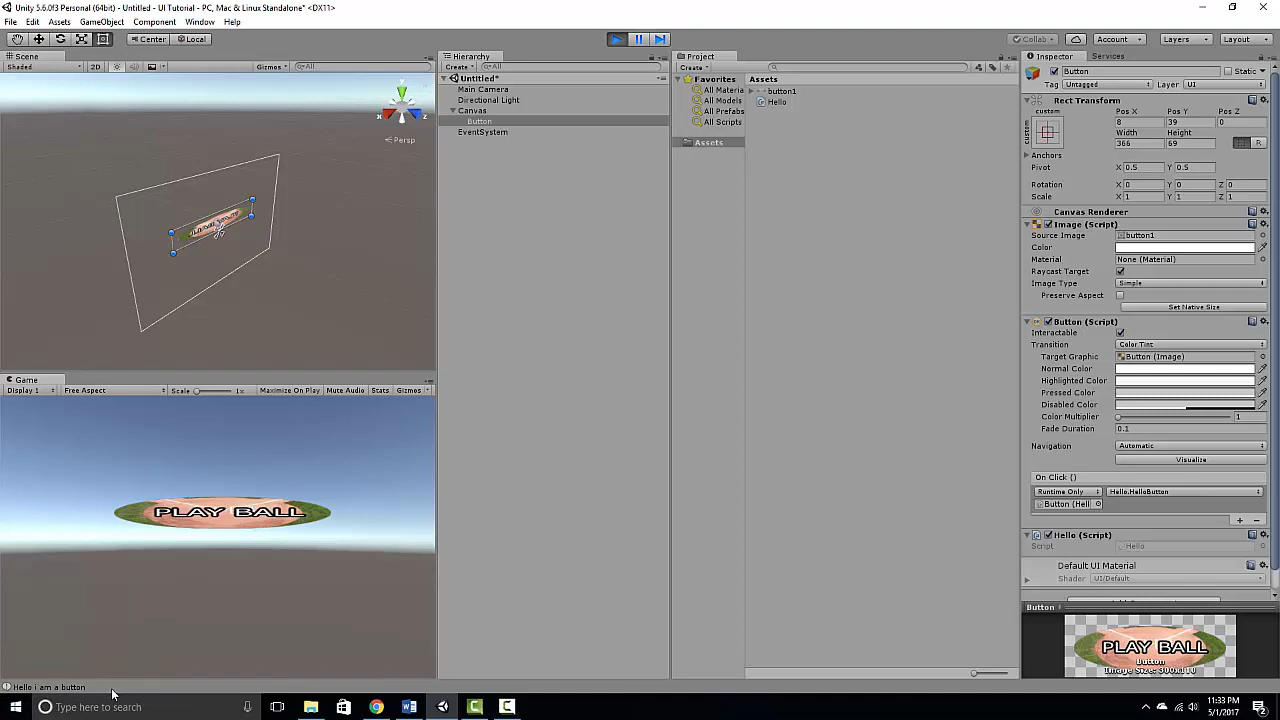 Unity 5.6.0f3 Personal (64bit) - Untitled - UI Tutorial - PC, Mac & Linux Standalone* <DX11>
File Edit Assets GameObject Component Window Help
Center Local Collab Account Layers Layout
Scene Hierarchy Project Inspector Services
Shaded 2D Gizmos All Create All Create
Button Static
Tag Untagged Layer UI
Favorites
All Materia
All Models
All Prefabs
All Scripts
Assets
Assets
button1
Hello
Untitled*
Main Camera
Directional Light
Canvas
Button
EventSystem
y
x
z
Persp
Rect Transform
custom
custom
Pos X Pos Y Pos Z
8 39 0
Width Height
366 69
R
Anchors
Pivot X 0.5 Y 0.5
Rotation X 0 Y 0 Z 0
Scale X 1 Y 1 Z 1
Canvas Renderer
Image (Script)
Source Image button1
Color
Material None (Material)
Raycast Target
Image Type Simple
Preserve Aspect
Set Native Size
Button (Script)
Interactable
Transition Color Tint
Target Graphic Button (Image)
Normal Color
Highlighted Color
Pressed Color
Disabled Color
Color Multiplier 1
Fade Duration 0.1
Navigation Automatic
Visualize
On Click ()
Runtime Only Hello.HelloButton
Button (Hell
Hello (Script)
Script Hello
Default UI Material
Shader UI/Default
Button
PLAY BALL
Button
Image Size: 300x110
Game
Display 1 Free Aspect Scale 1x Maximize On Play Mute Audio Stats Gizmos
PLAY BALL
Hello i am a button
Type here to search
11:33 PM
5/1/2017
2